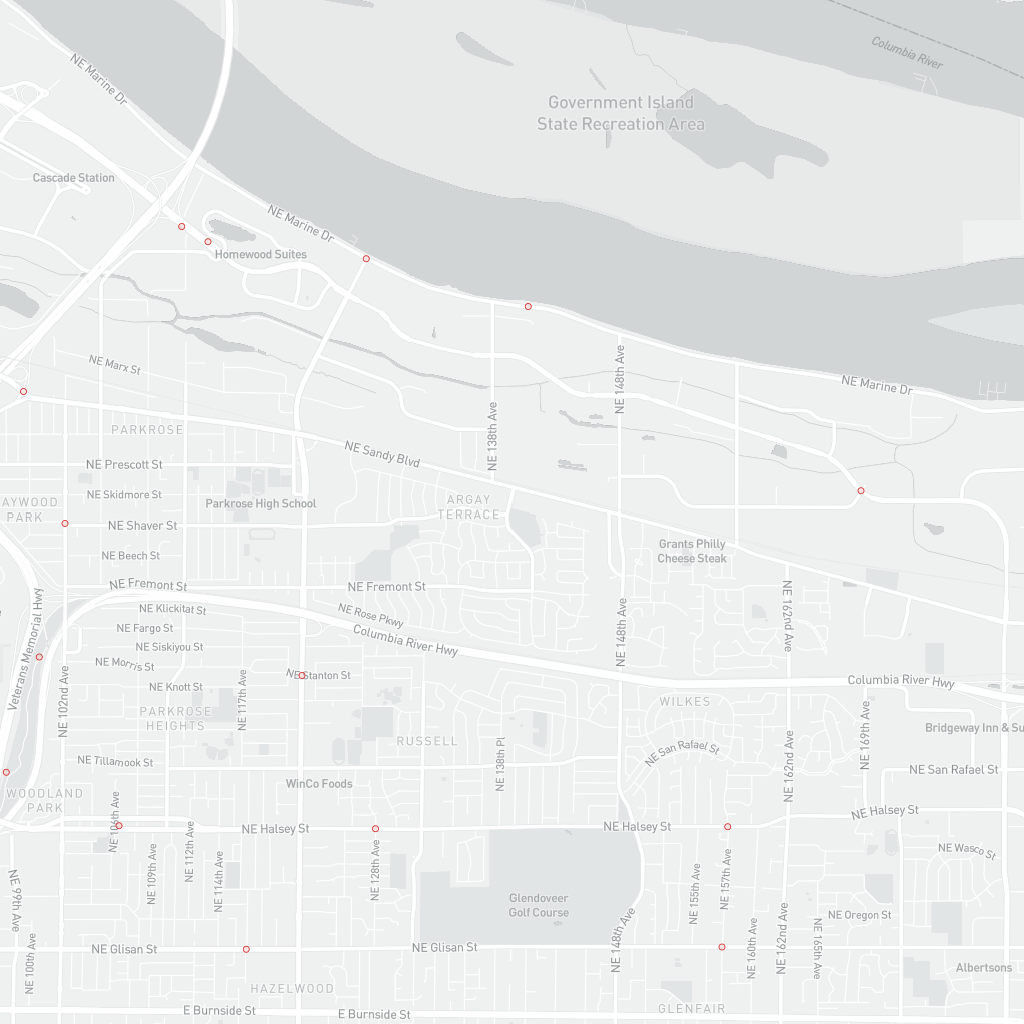 Columbia River
NE Marine Dr
Government Island
State Recreation Area
Cascade Station
NE Marine Dr
Homewood Suites
NE Marx St
NE 148th Ave
NE Marine Dr
PARKROSE
NE 138th Ave
NE Sandy Blvd
NE Prescott St
NE Skidmore St
Parkrose High School
ARGAY
TERRACE
AYWOOD
PARK
NE Shaver St
Grants Philly
Cheese Steak
NE Beech St
NE Fremont St
NE Fremont St
NE Klickitat St
NE Rose Pkwy
NE 162nd Ave
NE Fargo St
Columbia River Hwy
NE 148th Ave
Veterans Memorial Hwy
NE Siskiyou St
NE Morris St
NE Stanton St
NE Knott St
NE 102nd Ave
NE 117th Ave
Columbia River Hwy
WILKES
PARKROSE
HEIGHTS
NE 169th Ave
Bridgeway Inn & Su
RUSSELL
NE 138th Pl
NE San Rafael St
NE 162nd Ave
NE Tillamook St
NE San Rafael St
WinCo Foods
WOODLAND
PARK
NE 106th Ave
NE Halsey St
NE Halsey St
NE Halsey St
NE 109th Ave
NE 112th Ave
NE 114th Ave
NE 128th Ave
NE Wasco St
NE 99th Ave
NE 155th Ave
NE 157th Ave
Glendoveer
Golf Course
NE Oregon St
NE 148th Ave
NE 162nd Ave
NE 160th Ave
NE 165th Ave
NE Glisan St
NE Glisan St
NE 100th Ave
Albertsons
HAZELWOOD
GLENFAIR
E Burnside St
E Burnside St